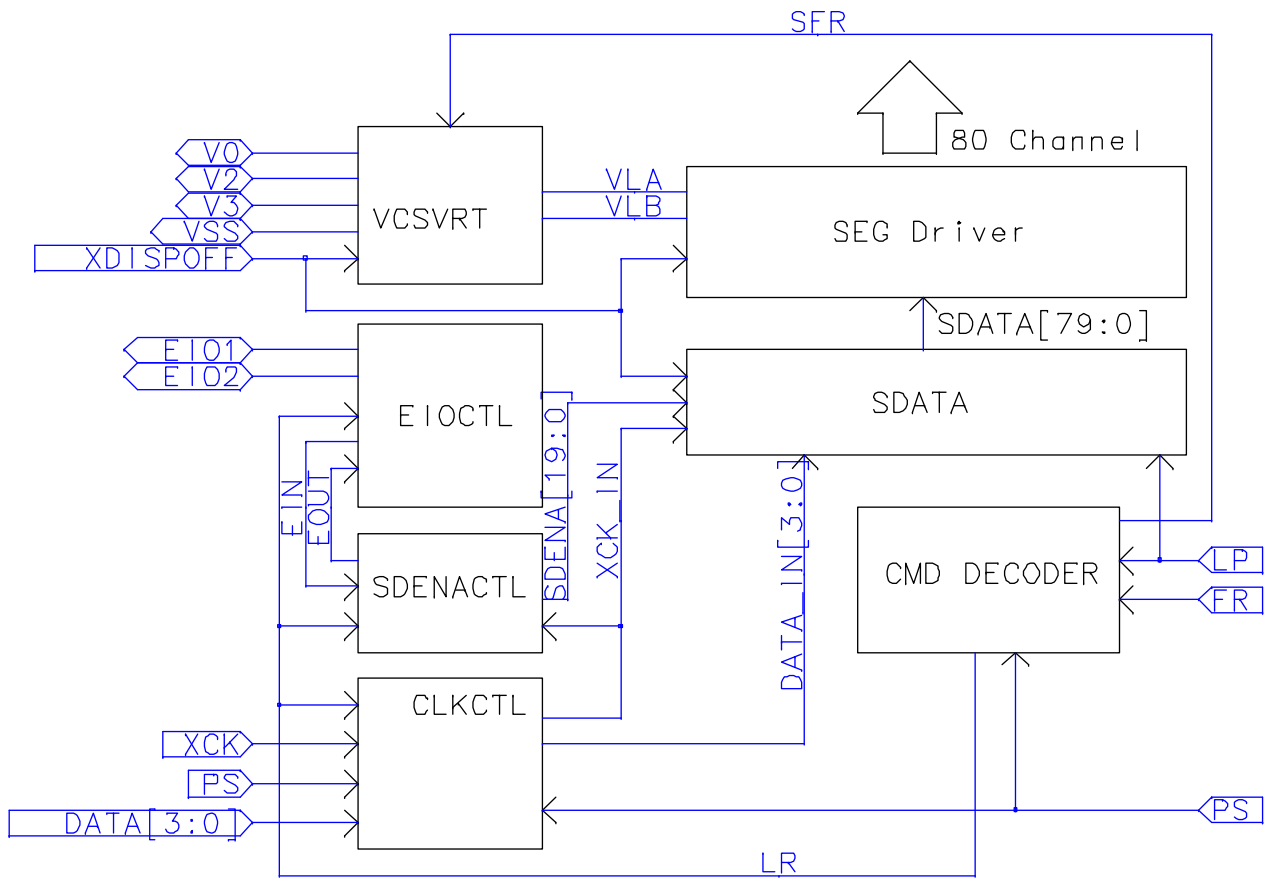 SFR
80 Channel
V0
V2
V3
VSS
XDISPOFF
VCSVRT
VLA
VLB
SEG Driver
SDATA[79:0]
EIO1
EIO2
EIOCTL
SDATA
EIN
EOUT
SDENA[19:0]
XCK_IN
DATA_IN[3:0]
SDENACTL
CMD DECODER
LP
FR
CLKCTL
XCK
PS
DATA[3:0]
PS
LR